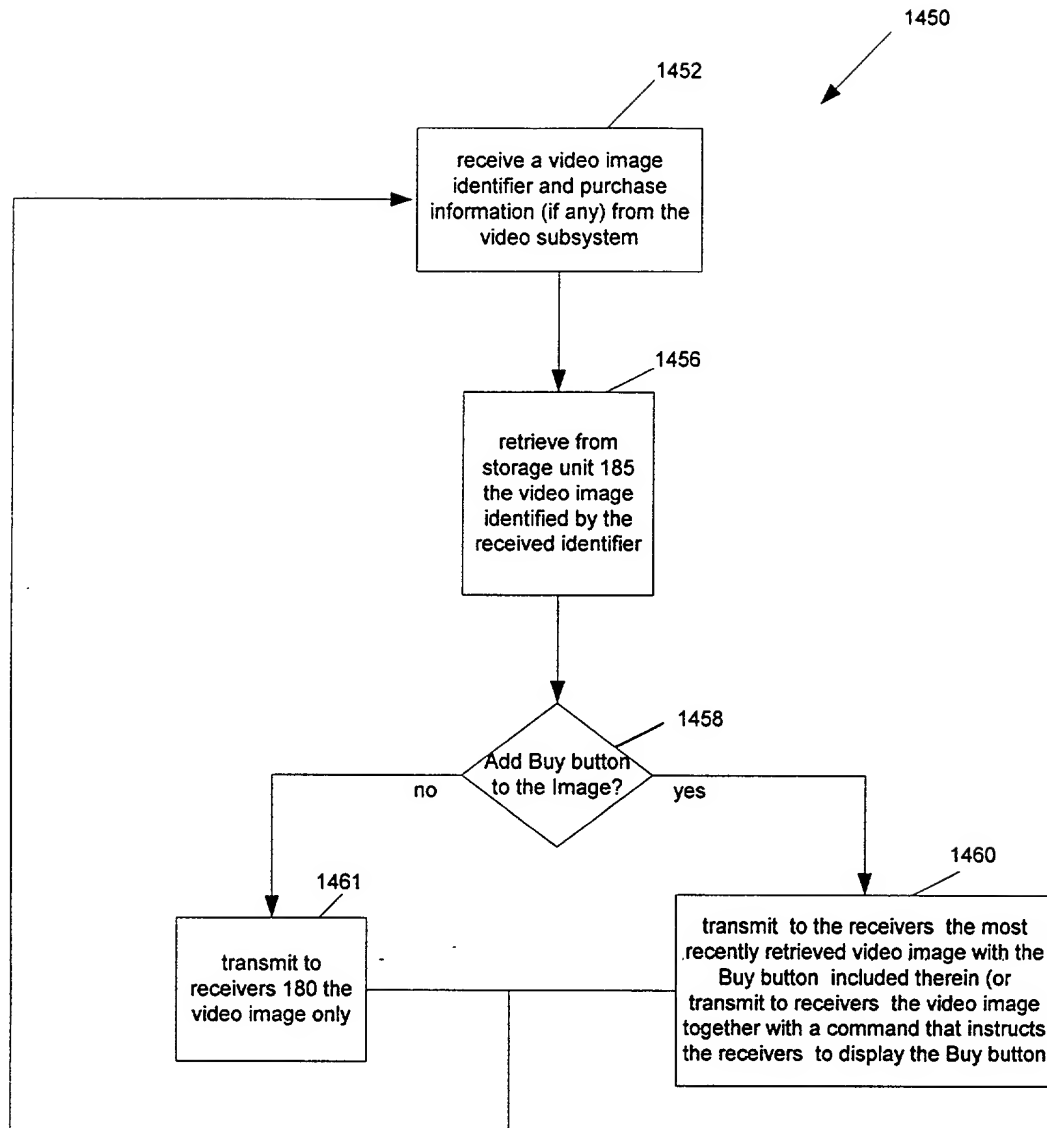 1450
1452
receive a video image
identifier and purchase
information (if any) from the
video subsystem
1456
retrieve from
storage unit 185
the video image
identified by the
received identifier
1458
Add Buy button
to the Image?
no
yes
1461
transmit to
receivers 180 the
video image only
1460
transmit to the receivers the most
recently retrieved video image with the
Buy button included therein (or
transmit to receivers the video image
together with a command that instructs
the receivers to display the Buy button